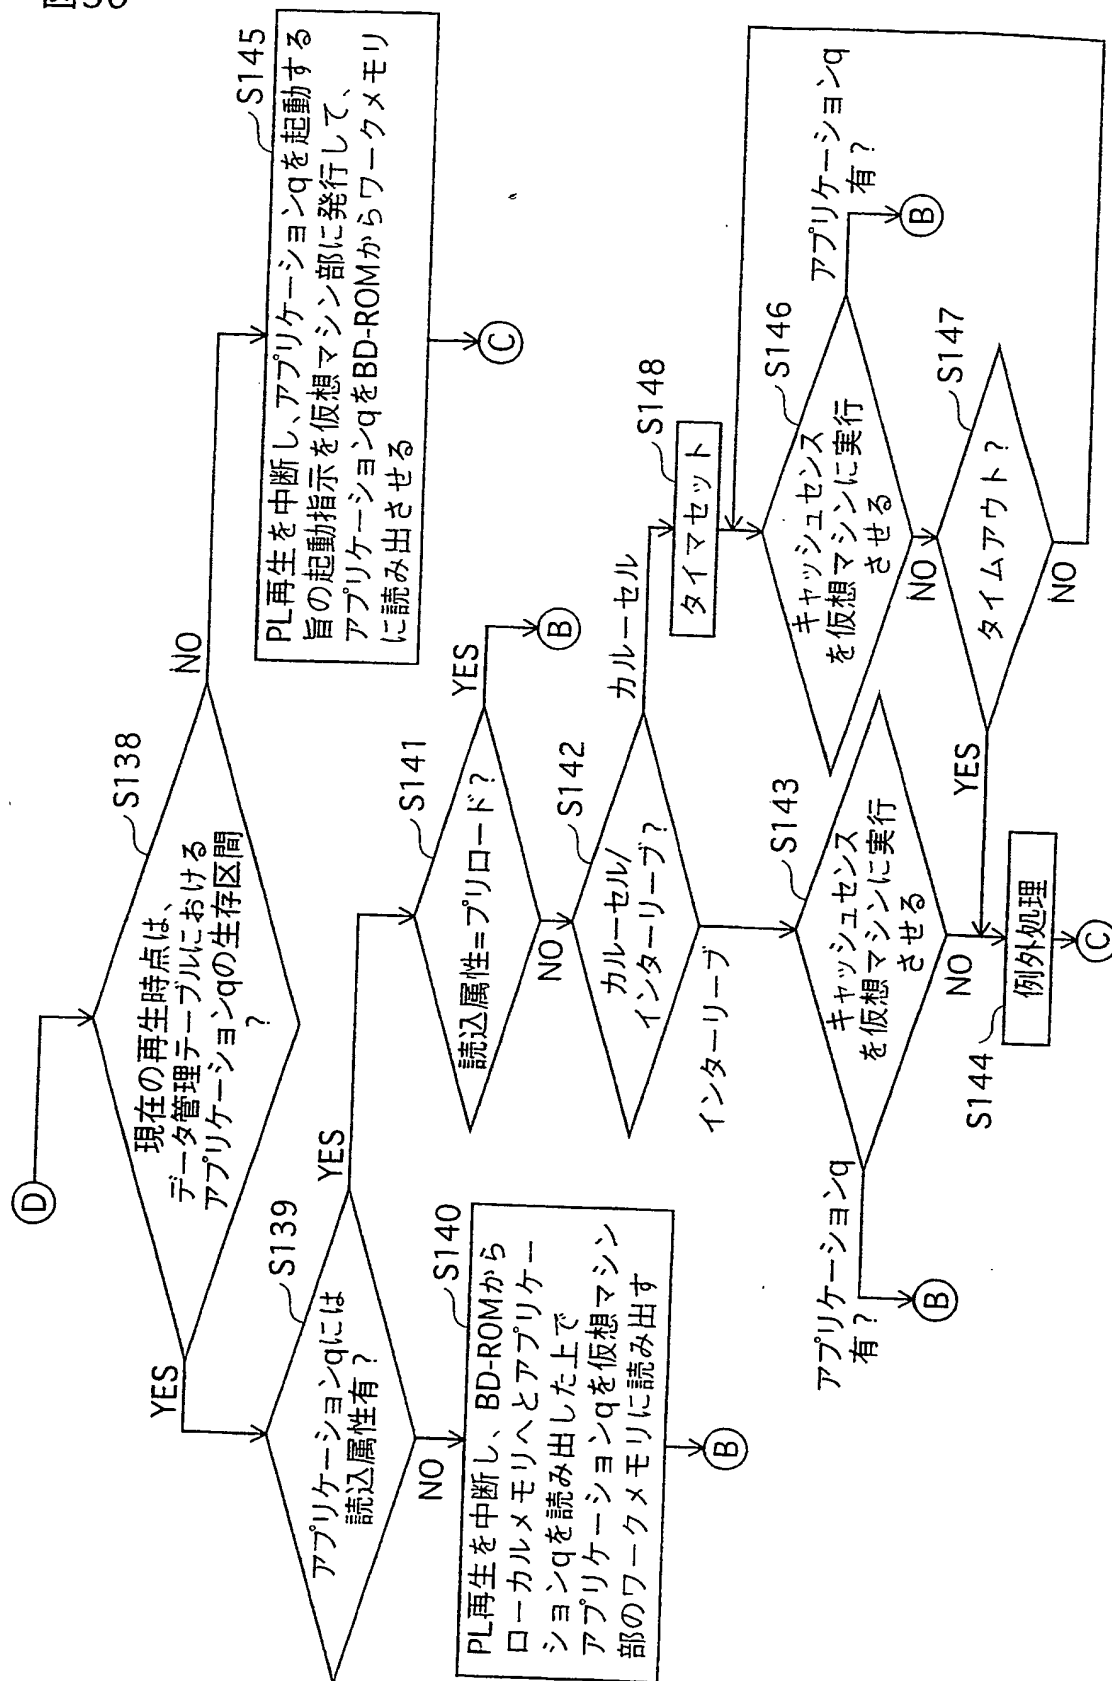 D
現在の再生時点は、
データ管理テーブルにおける
アプリケーションqの生存区間
?
S138
YES
NO
PL再生を中断し、アプリケーションqを起動する
旨の起動指示を仮想マシン部に発行して、
アプリケーションqをBD-ROMからワークメモリ
に読み出させる
S145
C
アプリケーションqには
読込属性有?
S139
YES
NO
PL再生を中断し、BD-ROMから
ローカルメモリへとアプリケー
ションqを読み出した上で
アプリケーションqを仮想マシン
部のワークメモリに読み出す
S140
B
読込属性=プリロード?
S141
YES
B
NO
カルーセル/
インターリーブ?
S142
カルーセル
インターリーブ
タイマセット
S148
キャッシュセンス
を仮想マシンに実行
させる
S143
アプリケーションq
有?
B
NO
キャッシュセンス
を仮想マシンに実行
させる
S146
アプリケーションq
有?
B
NO
タイムアウト?
S147
YES
NO
例外処理
S144
C